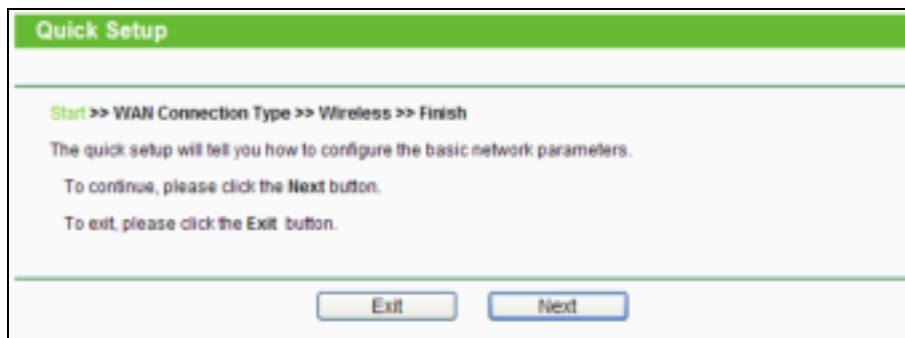 Quick Setup
Start >> WAN Connection Type >> Wireless >> Finish
The quick setup will tell you how to configure the basic network parameters.
To continue, please click the Next button.
To exit, please click the Exit button.
Exit
Next